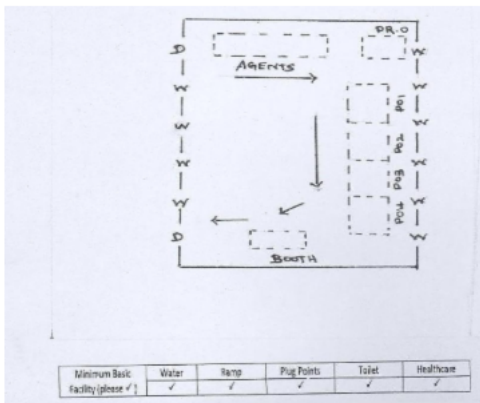 PR.O
D
W
AGENTS
W
W
PO1
W
W
PO2
W
W
PO3
W
W
PO4
W
D
W
BOOTH
Minimum Basic Water Ramp Plug Points Toilet Healthcare
Facility (please ✓) ✓ ✓ ✓ ✓ ✓